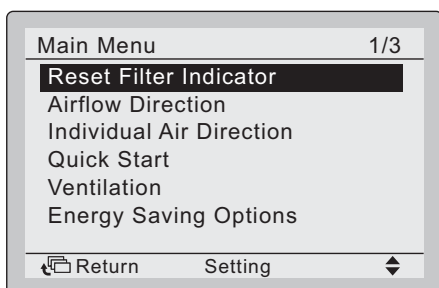 Main Menu 1/3
Reset Filter Indicator
Airflow Direction
Individual Air Direction
Quick Start
Ventilation
Energy Saving Options
Return Setting